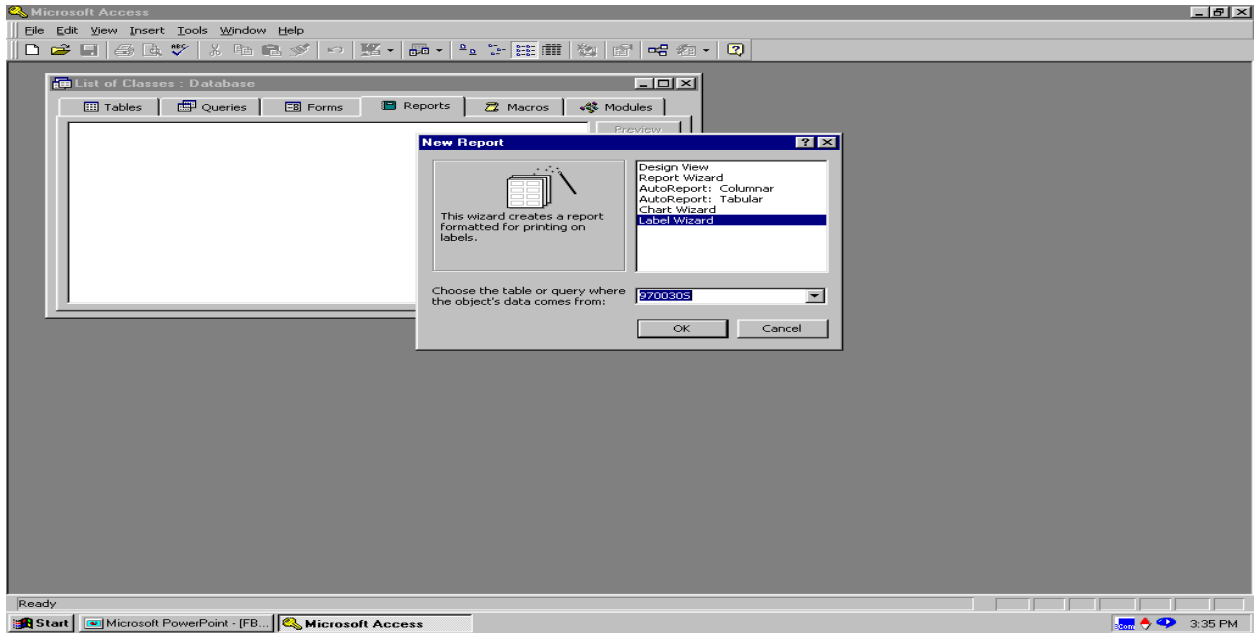 Microsoft Access
File Edit View Insert Tools Window Help
List of Classes : Database
Tables Queries Forms Reports Macros Modules
Preview
New Report
This wizard creates a report
formatted for printing on
labels.
Design View
Report Wizard
AutoReport: Columnar
AutoReport: Tabular
Chart Wizard
Label Wizard
Choose the table or query where
the object's data comes from:
970030S
OK Cancel
Ready
Start Microsoft PowerPoint - [FB... Microsoft Access 3:35 PM